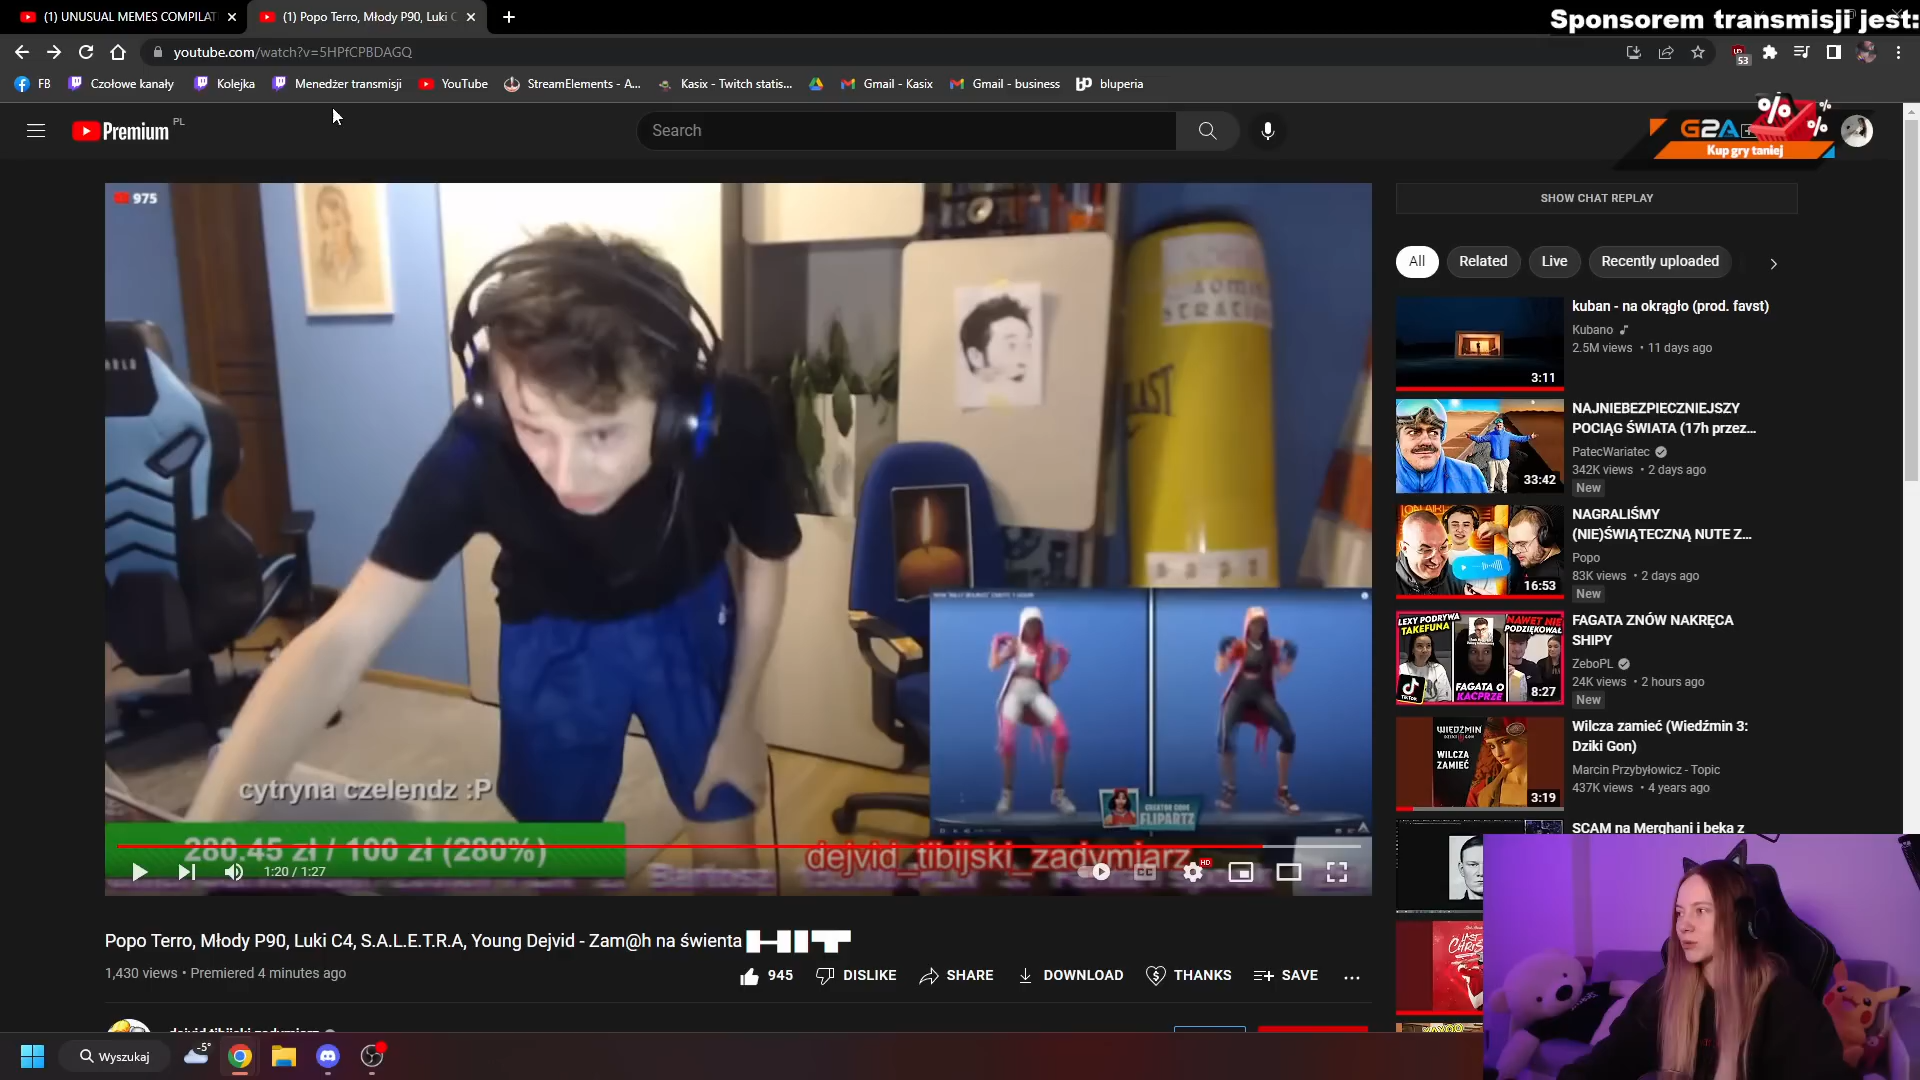 (1) UNUSUAL MEMES COMPILAT
(1) Popo Terro, Młody P90, Luki C
Sponsorem transmisji jest:
youtube.com/watch?v=5HPfCPBDAGQ
53
FB
Czołowe kanały
Kolejka
Menedżer transmisji
YouTube
StreamElements - A...
Kasix - Twitch statis...
Gmail - Kasix
Gmail - business
bluperia
Premium PL
Search
G2A
Kup gry taniej
975
SHOW CHAT REPLAY
All
Related
Live
Recently uploaded
kuban - na okrągło (prod. favst)
Kubano
2.5M views • 11 days ago
3:11
NAJNIEBEZPIECZNIEJSZY
POCIĄG ŚWIATA (17h przez...
PatecWariatec
342K views • 2 days ago
New
33:42
NAGRALIŚMY
(NIE)ŚWIĄTECZNĄ NUTE Z...
Popo
83K views • 2 days ago
New
16:53
LEXY PODRYWA
TAKEFUNA
NAWET NIE
PODZIĘKOWAŁ
FAGATA O
KACPRZE
8:27
FAGATA ZNÓW NAKRĘCA
SHIPY
ZeboPL
24K views • 2 hours ago
New
WIEDŹMIN
WILCZA
ZAMIEĆ
3:19
Wilcza zamieć (Wiedźmin 3:
Dziki Gon)
Marcin Przybyłowicz - Topic
437K views • 4 years ago
SCAM na Merghani i beka z
cytryna czelendz :P
280.45 zł / 100 zł (280%)
CREATOR CODE
FLIPARTZ
dejvid_tibijski_zadymiarz
1:20 / 1:27
HD
Popo Terro, Młody P90, Luki C4, S.A.L.E.T.R.A, Young Dejvid - Zam@h na świenta
1,430 views • Premiered 4 minutes ago
945
DISLIKE
SHARE
DOWNLOAD
THANKS
SAVE
dejvid tibijski zadymiarz
Wyszukaj
-5°